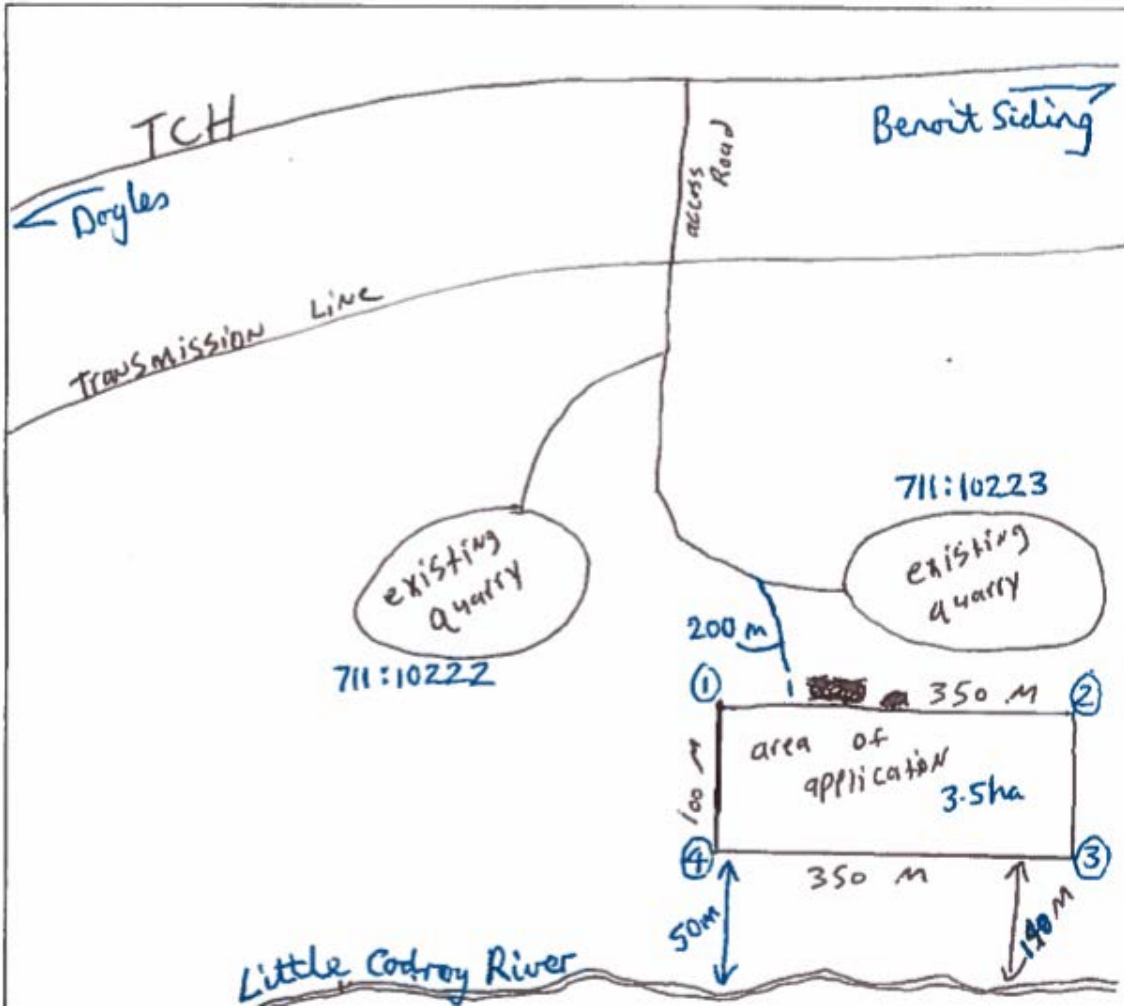 TCH
Benoit Siding
Doyles
access
Road
Transmission Line
711:10223
existing
quarry
existing
quarry
711:10222
200 m
① 350 M ②
area of
application
3.5ha
100 M
④ 350 M ③
50m
Little Codroy River